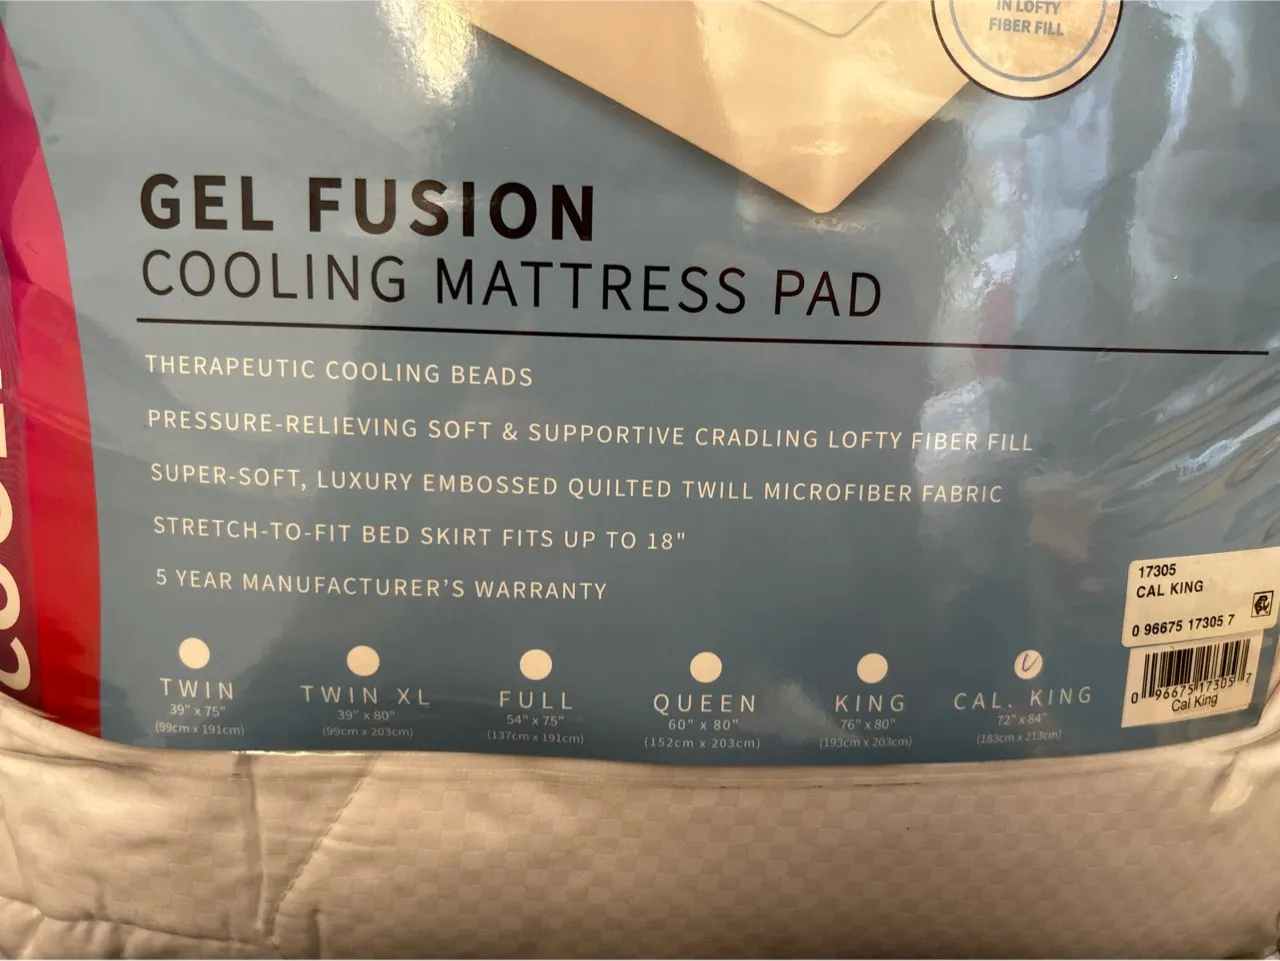 IN LOFTY
FIBER FILL
GEL FUSION
COOLING MATTRESS PAD
THERAPEUTIC COOLING BEADS
PRESSURE-RELIEVING SOFT & SUPPORTIVE CRADLING LOFTY FIBER FILL
SUPER-SOFT, LUXURY EMBOSSED QUILTED TWILL MICROFIBER FABRIC
STRETCH-TO-FIT BED SKIRT FITS UP TO 18"
5 YEAR MANUFACTURER'S WARRANTY
TWIN
39" x 75"
(99cm x 191cm)
TWIN XL
39" x 80"
(99cm x 203cm)
FULL
54" x 75"
(137cm x 191cm)
QUEEN
60" x 80"
(152cm x 203cm)
KING
76" x 80"
(193cm x 203cm)
CAL. KING
72" x 84"
(183cm x 213cm)
17305
CAL KING
0 96675 17305 7
0 96675 17305 7
Cal King